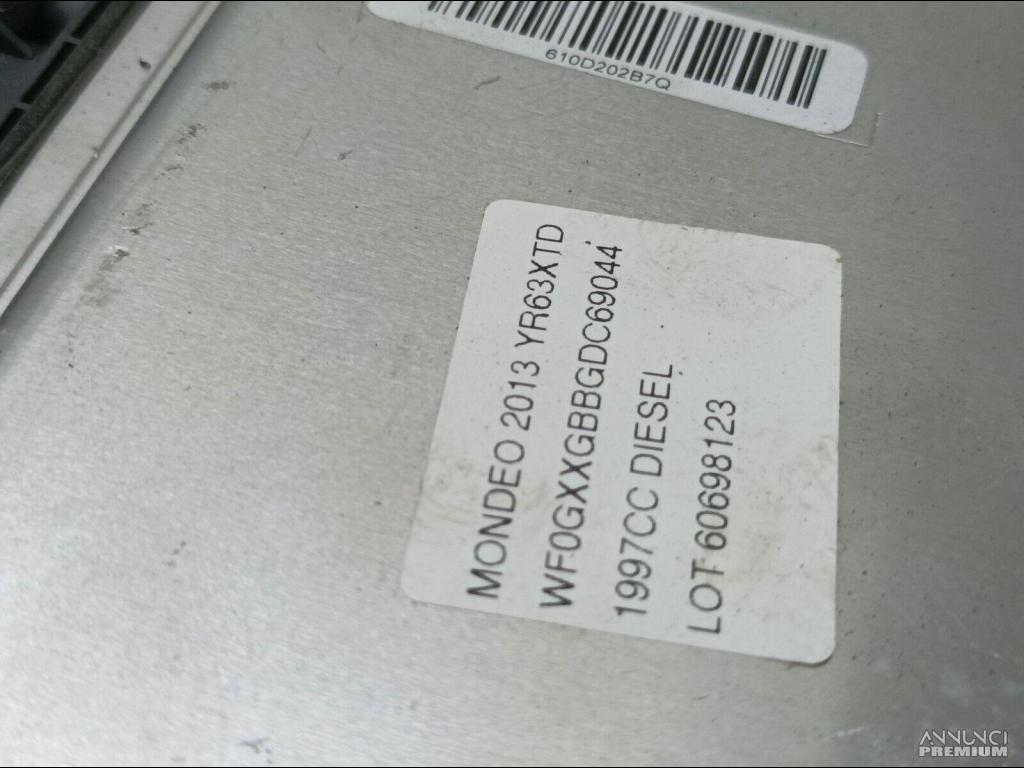 610D202B7Q
MONDEO 2013 YR63XTD
WF0GXXGBBGDC69044
1997CC DIESEL
LOT 60698123
ANNUNCI
PREMIUM